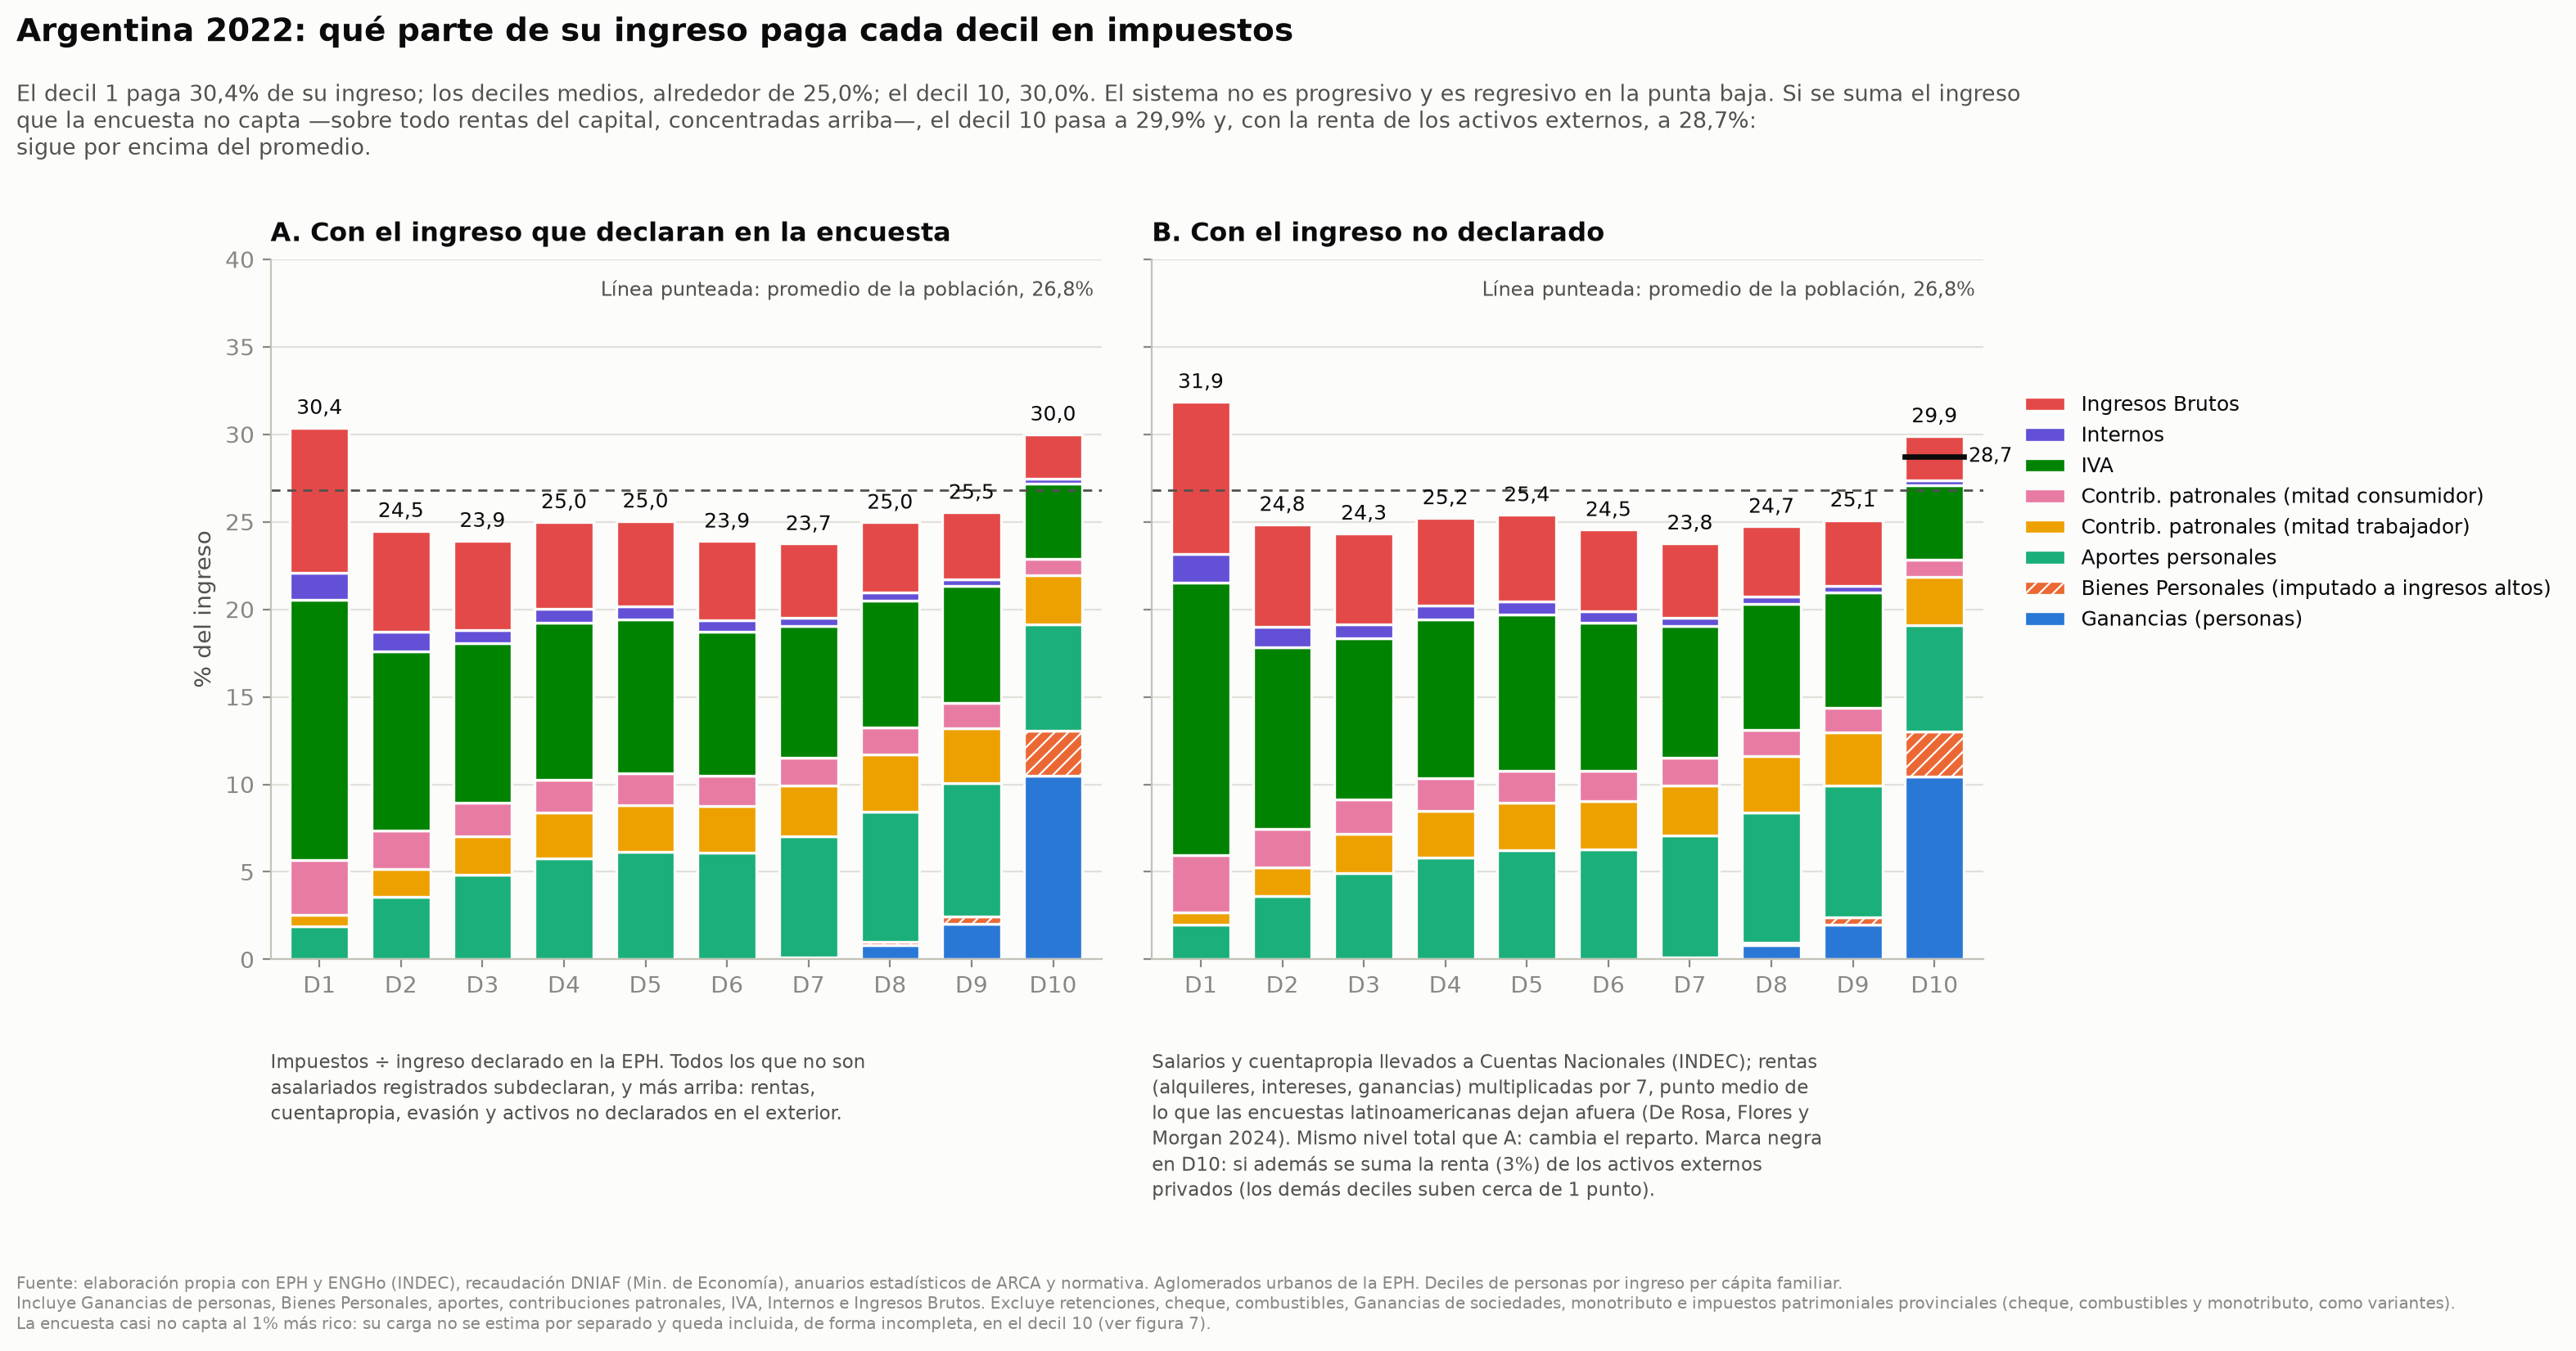 Argentina 2022: qué parte de su ingreso paga cada decil en impuestos
El decil 1 paga 30,4% de su ingreso; los deciles medios, alrededor de 25,0%; el decil 10, 30,0%. El sistema no es progresivo y es regresivo en la punta baja. Si se suma el ingreso
que la encuesta no capta —sobre todo rentas del capital, concentradas arriba—, el decil 10 pasa a 29,9% y, con la renta de los activos externos, a 28,7%:
sigue por encima del promedio.
A. Con el ingreso que declaran en la encuesta
Línea punteada: promedio de la población, 26,8%
% del ingreso
40
35
30
25
20
15
10
5
0
30,4
24,5
23,9
25,0
25,0
23,9
23,7
25,0
25,5
30,0
D1 D2 D3 D4 D5 D6 D7 D8 D9 D10
Impuestos ÷ ingreso declarado en la EPH. Todos los que no son
asalariados registrados subdeclaran, y más arriba: rentas,
cuentapropia, evasión y activos no declarados en el exterior.
B. Con el ingreso no declarado
Línea punteada: promedio de la población, 26,8%
31,9
24,8
24,3
25,2
25,4
24,5
23,8
24,7
25,1
29,9
28,7
D1 D2 D3 D4 D5 D6 D7 D8 D9 D10
Salarios y cuentapropia llevados a Cuentas Nacionales (INDEC); rentas
(alquileres, intereses, ganancias) multiplicadas por 7, punto medio de
lo que las encuestas latinoamericanas dejan afuera (De Rosa, Flores y
Morgan 2024). Mismo nivel total que A: cambia el reparto. Marca negra
en D10: si además se suma la renta (3%) de los activos externos
privados (los demás deciles suben cerca de 1 punto).
Ingresos Brutos
Internos
IVA
Contrib. patronales (mitad consumidor)
Contrib. patronales (mitad trabajador)
Aportes personales
Bienes Personales (imputado a ingresos altos)
Ganancias (personas)
Fuente: elaboración propia con EPH y ENGHo (INDEC), recaudación DNIAF (Min. de Economía), anuarios estadísticos de ARCA y normativa. Aglomerados urbanos de la EPH. Deciles de personas por ingreso per cápita familiar.
Incluye Ganancias de personas, Bienes Personales, aportes, contribuciones patronales, IVA, Internos e Ingresos Brutos. Excluye retenciones, cheque, combustibles, Ganancias de sociedades, monotributo e impuestos patrimoniales provinciales (cheque, combustibles y monotributo, como variantes).
La encuesta casi no capta al 1% más rico: su carga no se estima por separado y queda incluida, de forma incompleta, en el decil 10 (ver figura 7).